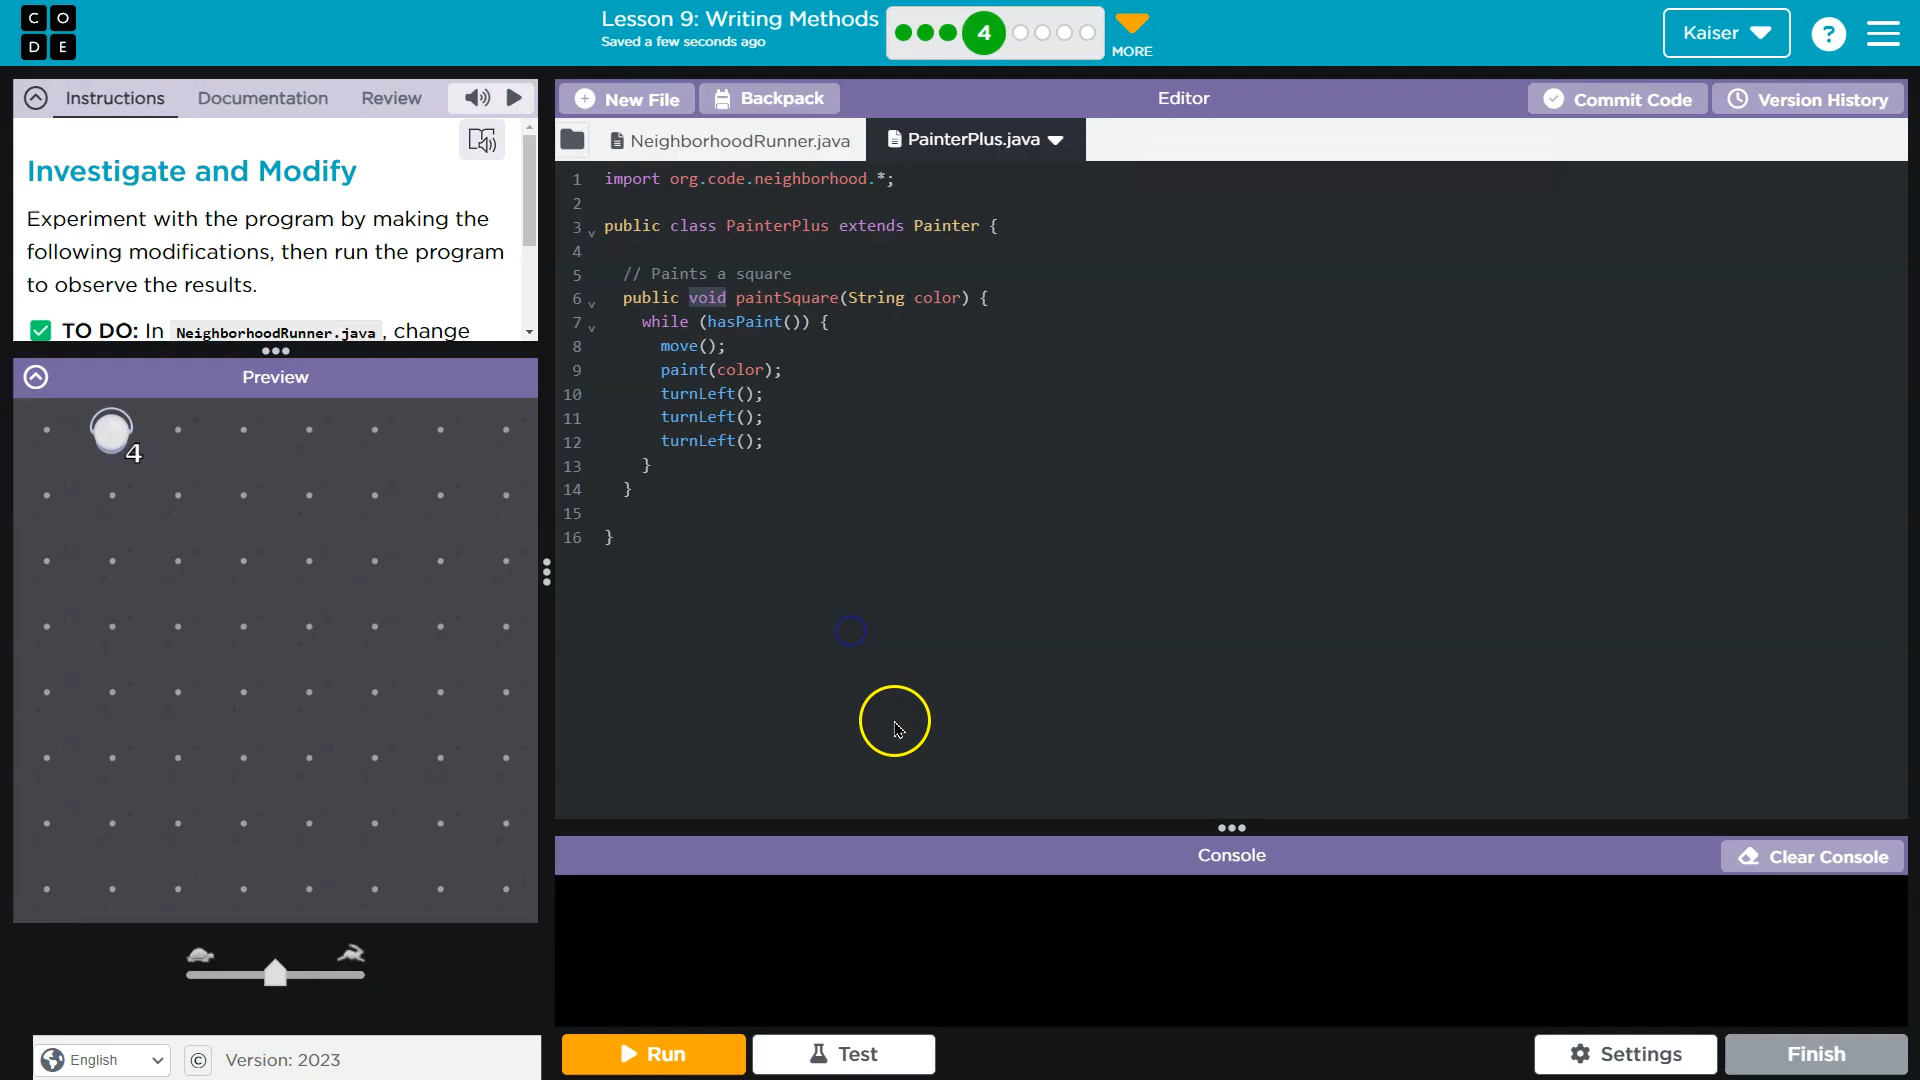 CO
DE
Lesson 9: Writing Methods
Saved a few seconds ago
4
MORE
Kaiser
?
Instructions
Documentation
Review
Investigate and Modify
Experiment with the program by making the
following modifications, then run the program
to observe the results.
TO DO: In NeighborhoodRunner.java, change
Preview
4
English
©
Version: 2023
New File
Backpack
Editor
Commit Code
Version History
NeighborhoodRunner.java
PainterPlus.java
1 import org.code.neighborhood.*;
2
3 public class PainterPlus extends Painter {
4
5 // Paints a square
6 public void paintSquare(String color) {
7 while (hasPaint()) {
8 move();
9 paint(color);
10 turnLeft();
11 turnLeft();
12 turnLeft();
13 }
14 }
15
16 }
Console
Clear Console
Run
Test
Settings
Finish